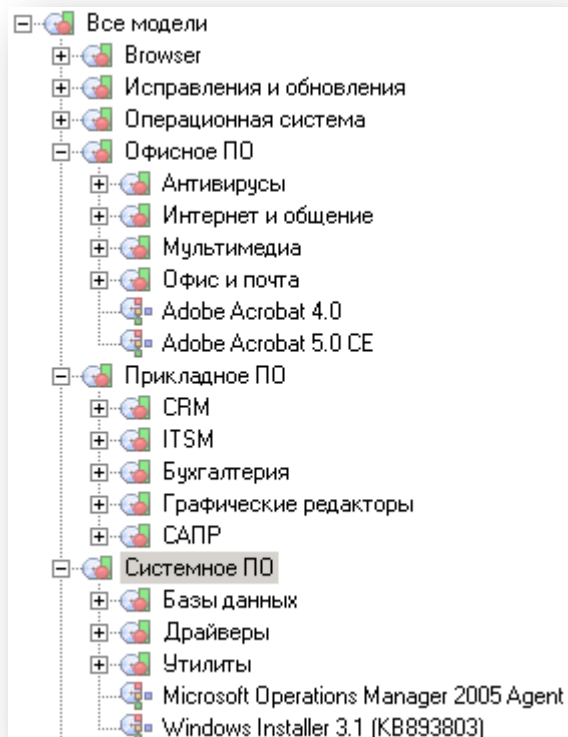 Все модели
Browser
Исправления и обновления
Операционная система
Офисное ПО
Антивирусы
Интернет и общение
Мультимедиа
Офис и почта
Adobe Acrobat 4.0
Adobe Acrobat 5.0 CE
Прикладное ПО
CRM
ITSM
Бухгалтерия
Графические редакторы
САПР
Системное ПО
Базы данных
Драйверы
Утилиты
Microsoft Operations Manager 2005 Agent
Windows Installer 3.1 (KB893803)